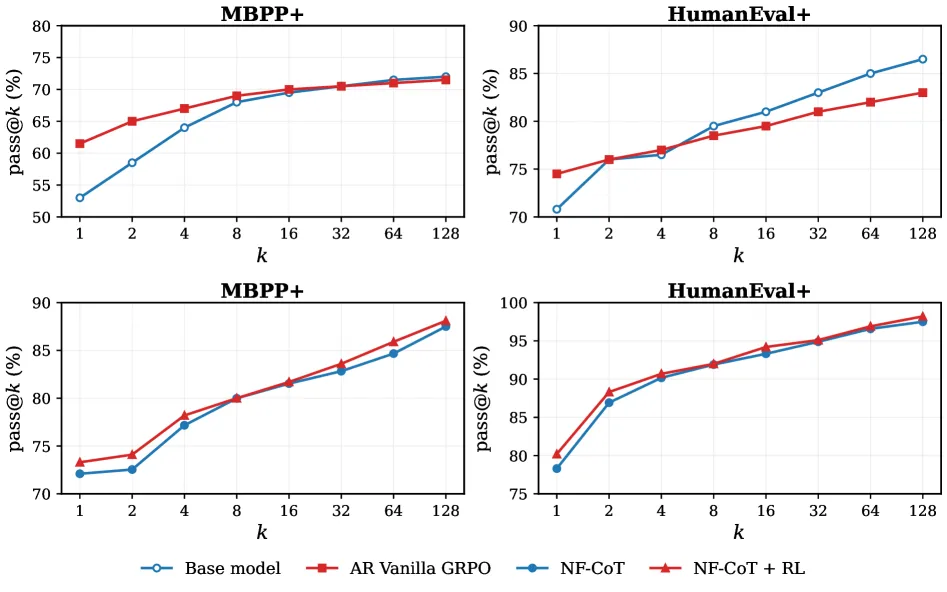 MBPP+
HumanEval+
80
75
70
65
60
55
50
pass@k (%)
1 2 4 8 16 32 64 128
k
90
85
80
75
70
pass@k (%)
1 2 4 8 16 32 64 128
k
MBPP+
HumanEval+
90
85
80
75
70
pass@k (%)
1 2 4 8 16 32 64 128
k
100
95
90
85
80
75
pass@k (%)
1 2 4 8 16 32 64 128
k
Base model AR Vanilla GRPO NF-CoT NF-CoT + RL